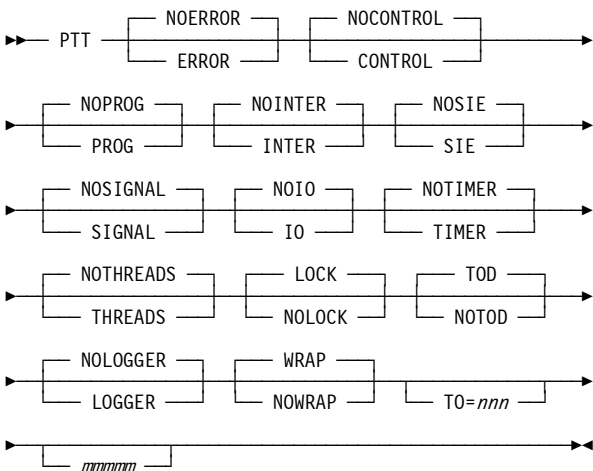 NOERROR NOCONTROL
PTT
ERROR CONTROL
NOPROG NOINTER NOSIE
PROG INTER SIE
NOSIGNAL NOIO NOTIMER
SIGNAL IO TIMER
NOTHREADS LOCK TOD
THREADS NOLOCK NOTOD
NOLOGGER WRAP
LOGGER NOWRAP TO=nnn
mmmmm